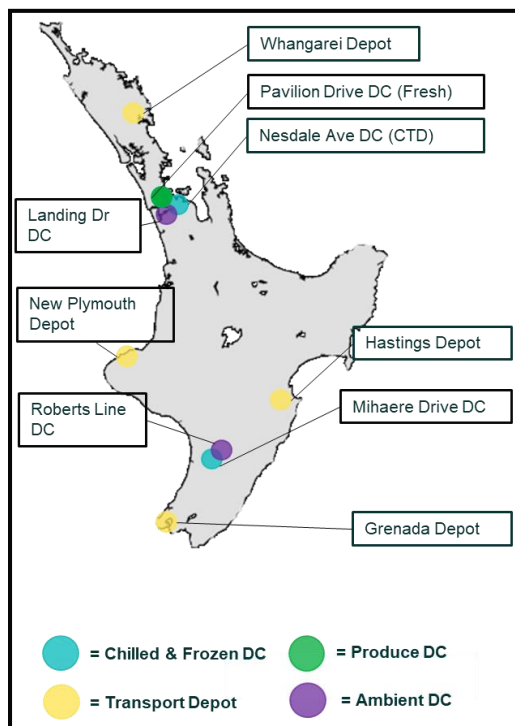 Whangarei Depot
Pavilion Drive DC (Fresh)
Nesdale Ave DC (CTD)
Landing Dr
DC
New Plymouth
Depot
Hastings Depot
Roberts Line
DC
Mihaere Drive DC
Grenada Depot
= Chilled & Frozen DC
= Produce DC
= Transport Depot
= Ambient DC